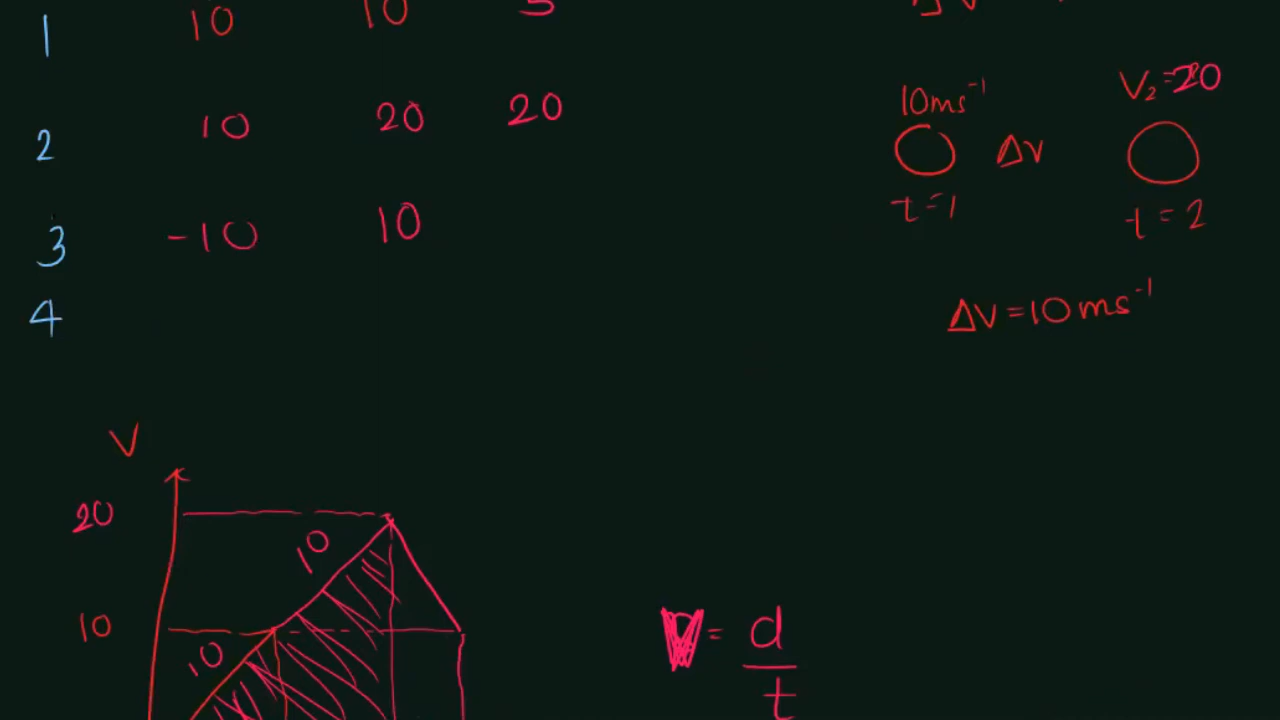 1 10 10 5
ΔV
10ms⁻¹ V₂=20
2 10 20 20
ΔV
t=1 t=2
3 -10 10
4
ΔV=10ms⁻¹
V
20
10
10
10
V = d
t